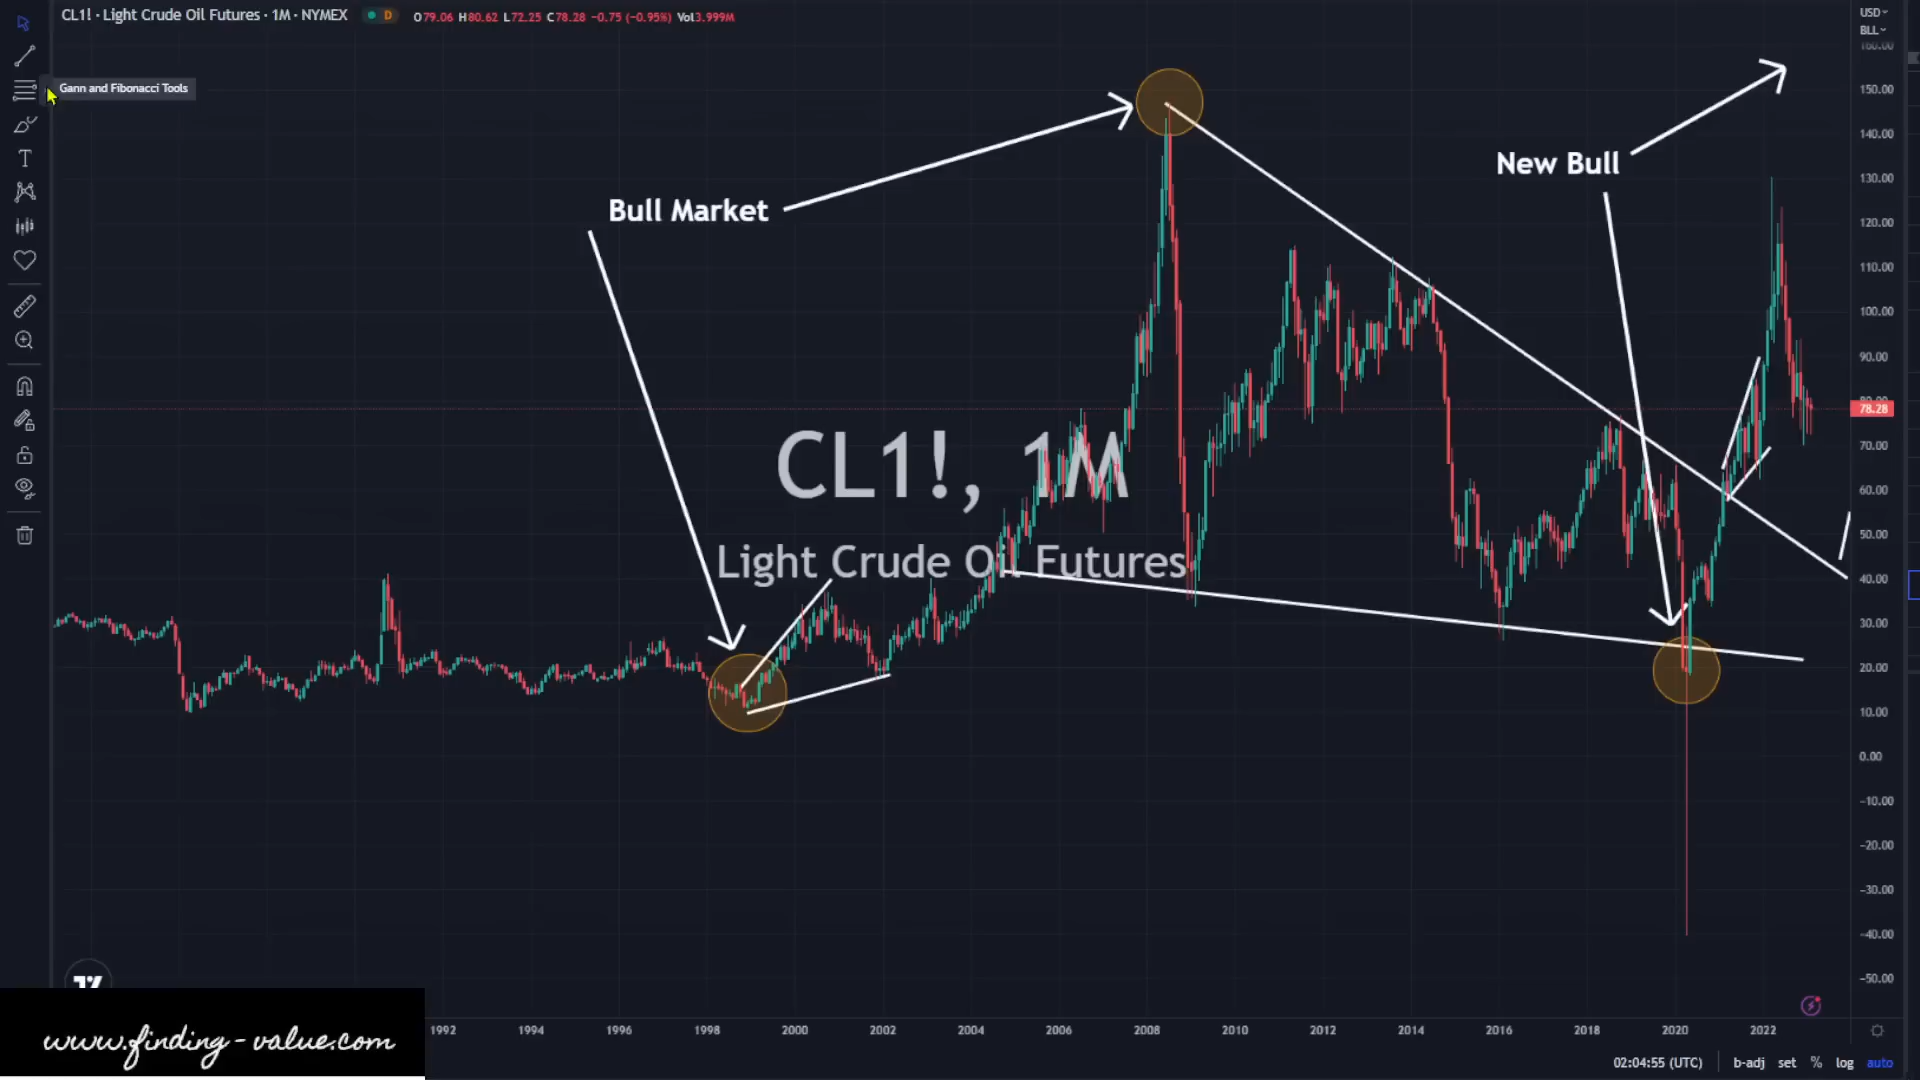 CL1! · Light Crude Oil Futures · 1M · NYMEX D O79.06 H80.62 L72.25 C78.28 −0.75 (−0.95%) Vol3.999M
USD
BLL
Gann and Fibonacci Tools
160.00
150.00
140.00
130.00
120.00
110.00
100.00
90.00
80.00
78.28
70.00
60.00
50.00
40.00
30.00
20.00
10.00
0.00
−10.00
−20.00
−30.00
−40.00
−50.00
New Bull
Bull Market
CL1!, 1M
Light Crude Oil Futures
www.finding-value.com
1992 1994 1996 1998 2000 2002 2004 2006 2008 2010 2012 2014 2016 2018 2020 2022
02:04:55 (UTC) b-adj set % log auto